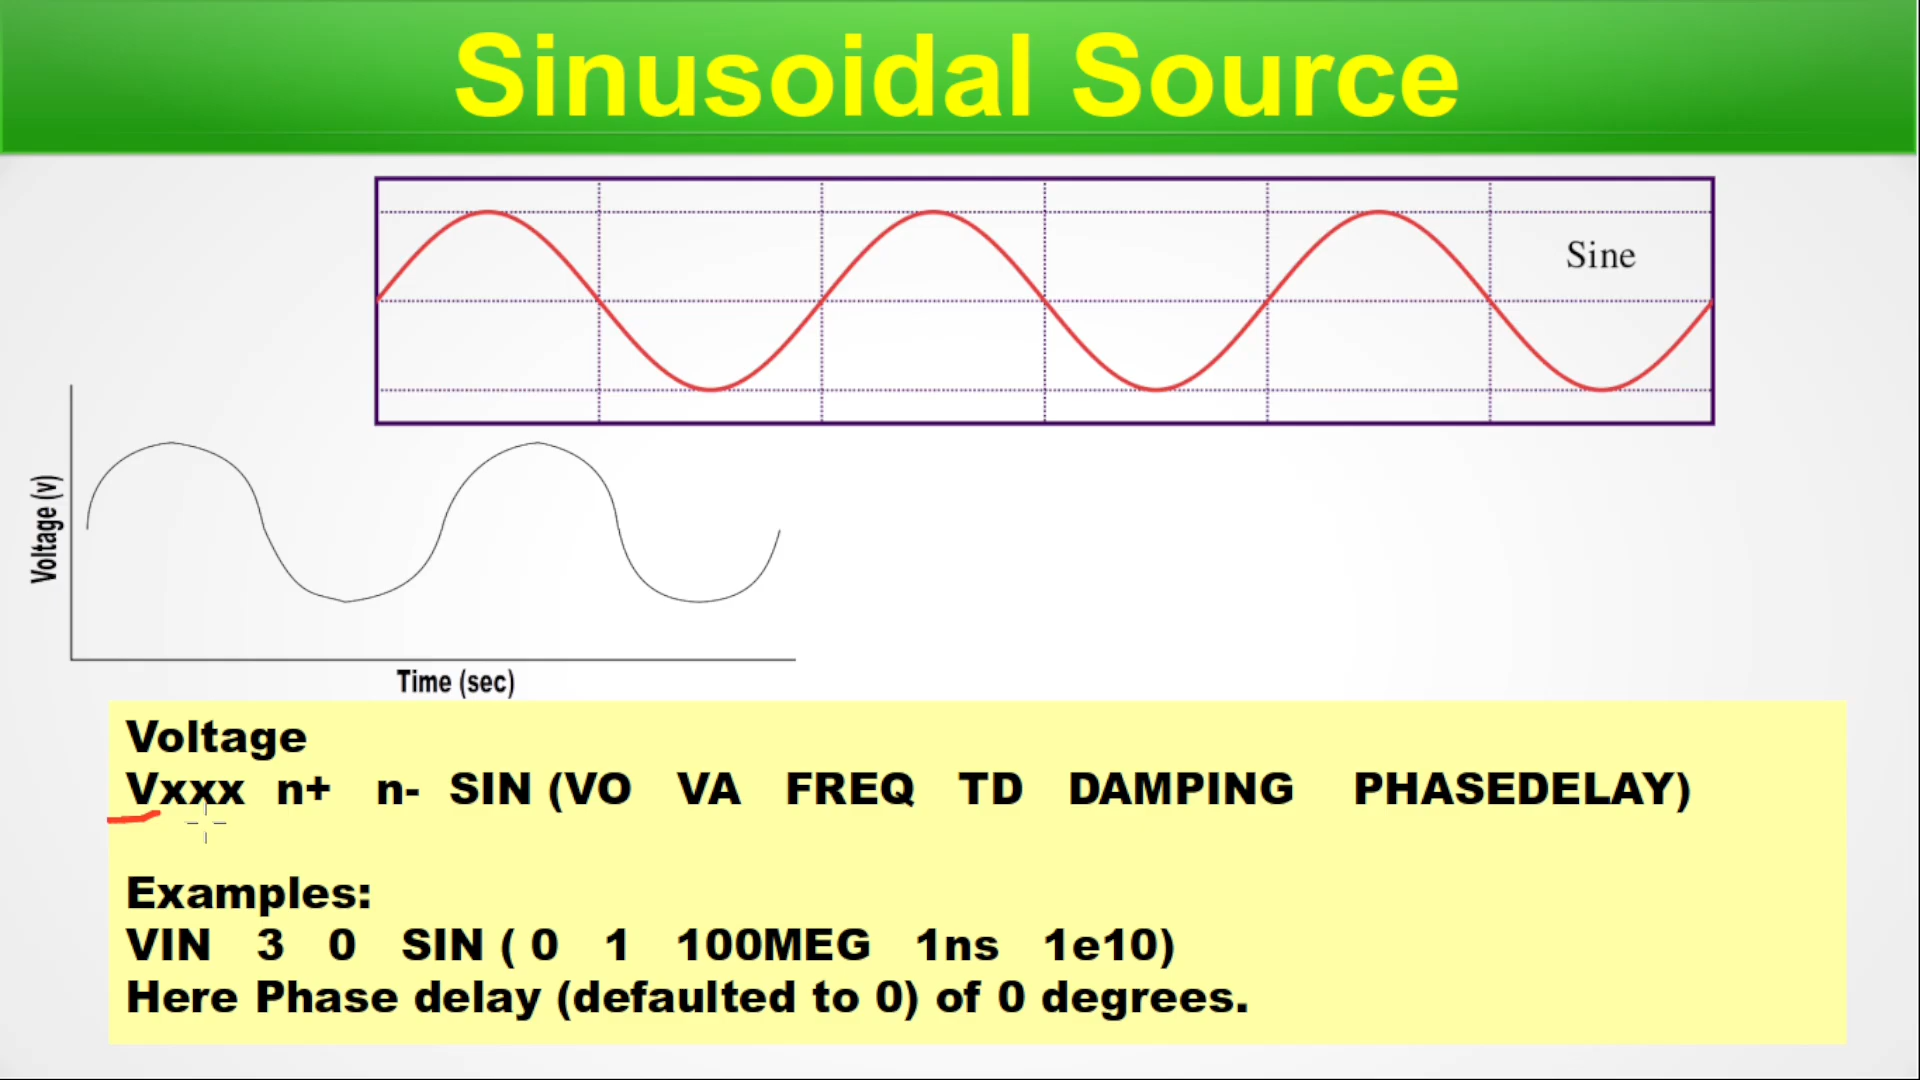 Sinusoidal Source
Sine
Voltage (v)
Time (sec)
Voltage
Vxxx n+ n- SIN (VO VA FREQ TD DAMPING PHASEDELAY)
Examples:
VIN 3 0 SIN ( 0 1 100MEG 1ns 1e10)
Here Phase delay (defaulted to 0) of 0 degrees.